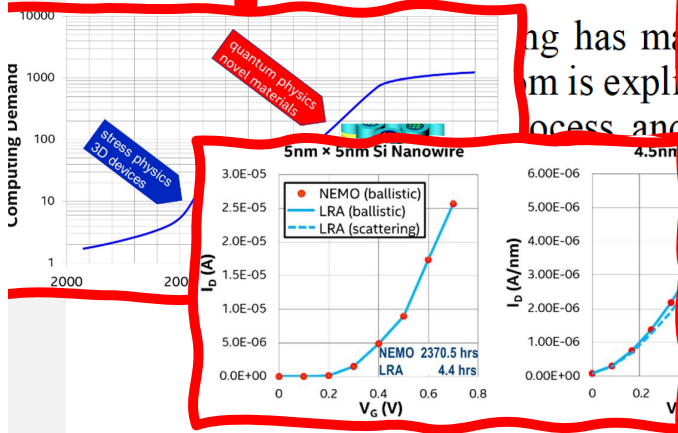 10000
1000
100
10
1
2000
200
Computing Demand
quantum physics
novel materials
stress physics
3D devices
ng has ma
om is expli
ocess and
5nm × 5nm Si Nanowire
3.0E-05
2.5E-05
2.0E-05
1.5E-05
1.0E-05
5.0E-06
0.0E+00
I_D (A)
NEMO (ballistic)
LRA (ballistic)
LRA (scattering)
NEMO 2370.5 hrs
LRA 4.4 hrs
0 0.2 0.4 0.6 0.8
V_G (V)
4.5nm
6.00E-06
5.00E-06
4.00E-06
3.00E-06
2.00E-06
1.00E-06
0.00E+00
I_D (A/nm)
0 0.2
V